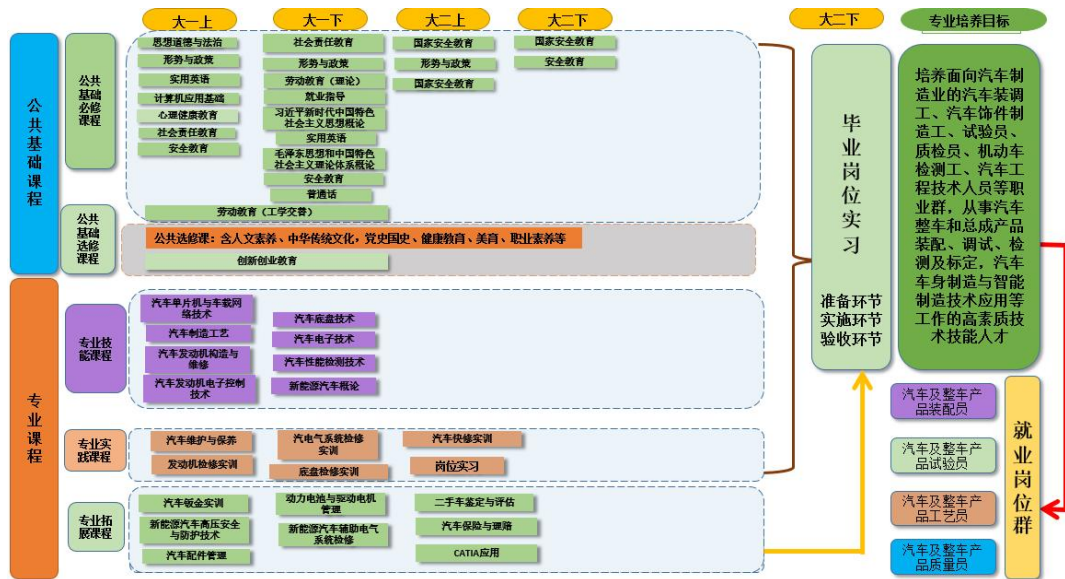 大一上
大一下
大二上
大二下
大二下
专业培养目标
公共基础课程
公共
基础
必修
课程
思想道德与法治
形势与政策
实用英语
计算机应用基础
心理健康教育
社会责任教育
安全教育
社会责任教育
形势与政策
劳动教育（理论）
就业指导
习近平新时代中国特色
社会主义思想概论
实用英语
毛泽东思想和中国特色
社会主义理论体系概论
安全教育
普通话
国家安全教育
形势与政策
国家安全教育
国家安全教育
安全教育
劳动教育（工学交替）
公共
基础
选修
课程
公共选修课：含人文素养、中华传统文化，党史国史、健康教育、美育、职业素养等
创新创业教育
专业课程
专业技
能课程
汽车单片机与车载网
络技术
汽车制造工艺
汽车发动机构造与
维修
汽车发动机电子控制
技术
汽车底盘技术
汽车电子技术
汽车性能检测技术
新能源汽车概论
专业实
践课程
汽车维护与保养
发动机检修实训
汽电气系统检修
实训
底盘检修实训
汽车快修实训
岗位实习
专业拓
展课程
汽车钣金实训
新能源汽车高压安全
与防护技术
汽车配件管理
动力电池与驱动电机
管理
新能源汽车辅助电气
系统检修
二手车鉴定与评估
汽车保险与理赔
CATIA应用
毕业岗位实习
准备环节
实施环节
验收环节
培养面向汽车制
造业的汽车装调
工、汽车饰件制
造工、试验员、
质检员、机动车
检测工、汽车工
程技术人员等职
业群，从事汽车
整车和总成产品
装配、调试、检
测及标定，汽车
车身制造与智能
制造技术应用等
工作的高素质技
术技能人才
汽车及整车产
品装配员
汽车及整车产
品试验员
汽车及整车产
品工艺员
汽车及整车产
品质量员
就业岗位群